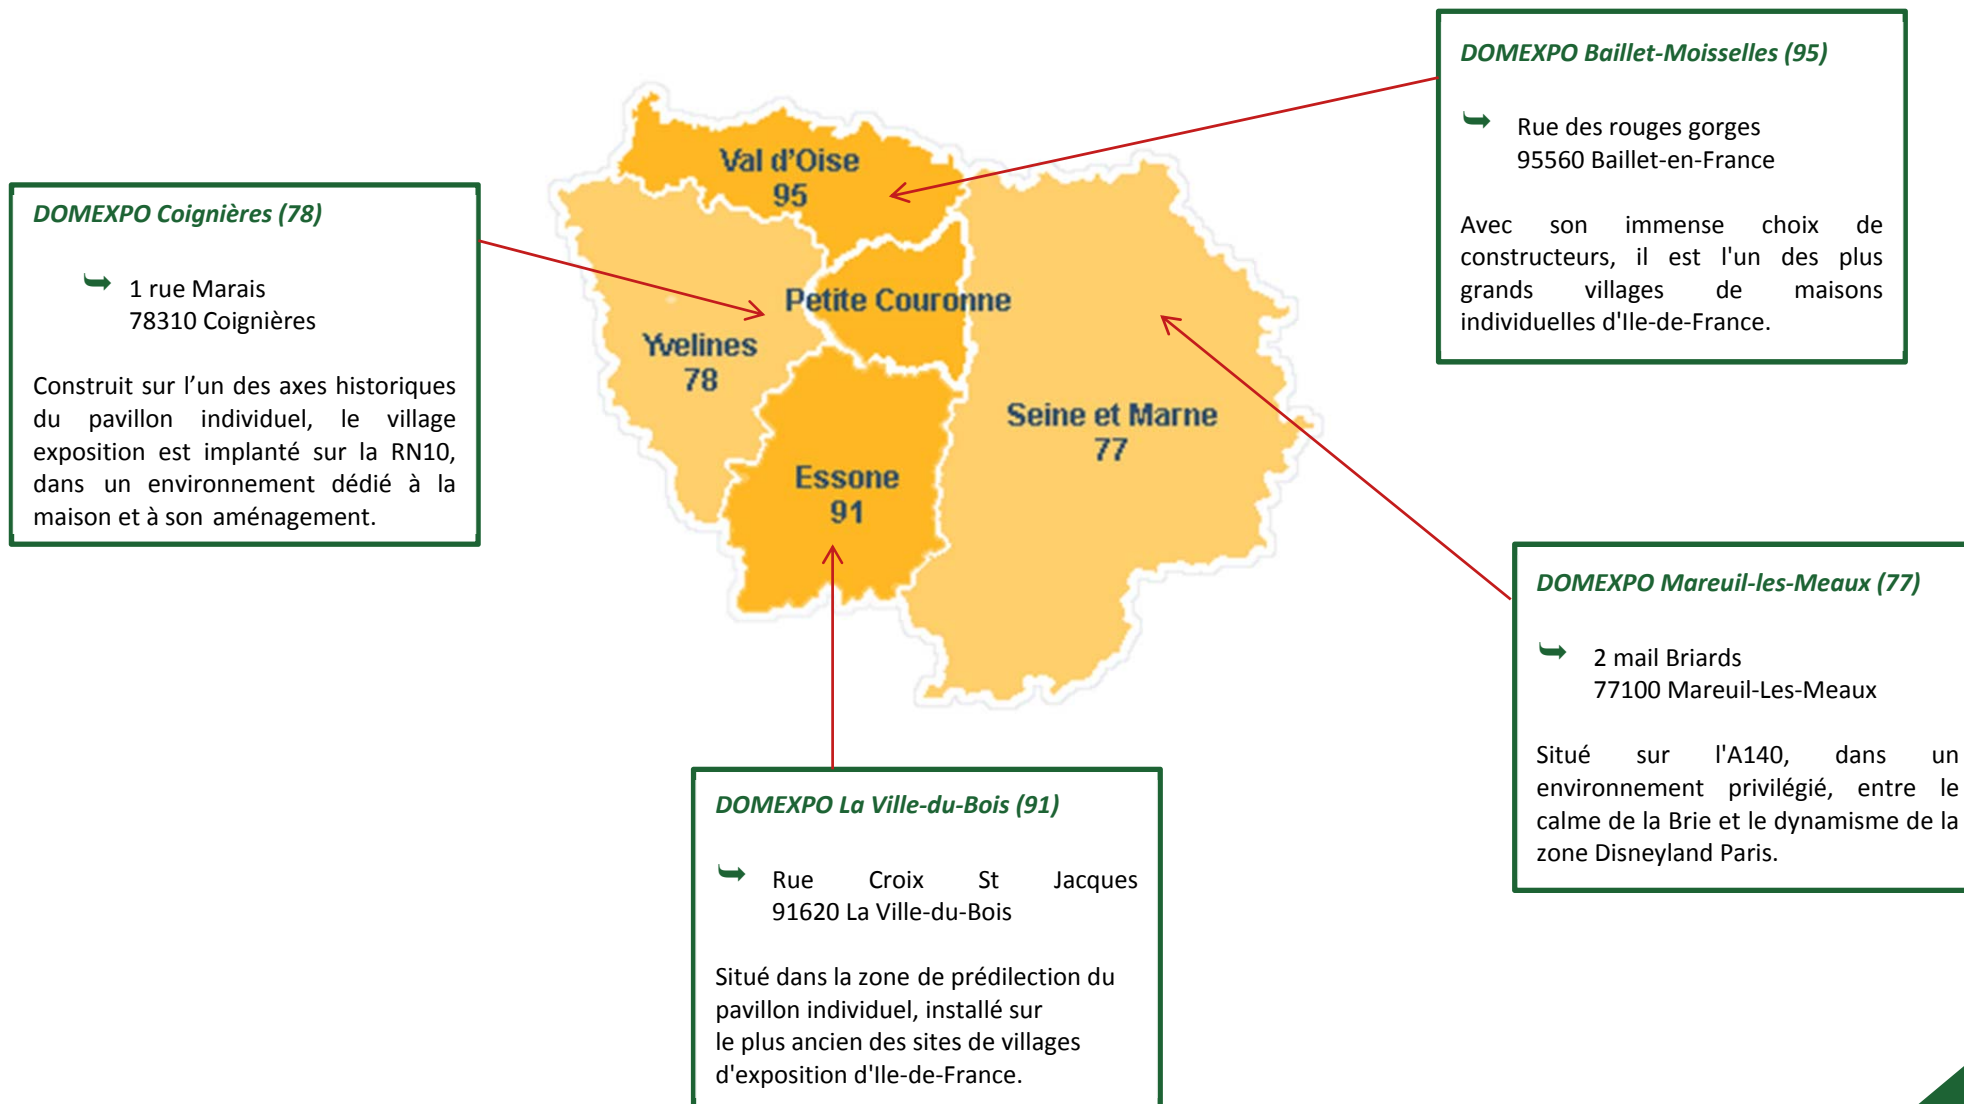 DOMEXPO Baillet-Moisselles (95)
Rue des rouges gorges
95560 Baillet-en-France
Avec son immense choix de
constructeurs, il est l'un des plus
grands villages de maisons
individuelles d'Ile-de-France.
DOMEXPO Coignières (78)
1 rue Marais
78310 Coignières
Construit sur l’un des axes historiques
du pavillon individuel, le village
exposition est implanté sur la RN10,
dans un environnement dédié à la
maison et à son aménagement.
Val d'Oise
95
Petite Couronne
Yvelines
78
Seine et Marne
77
Essone
91
DOMEXPO Mareuil-les-Meaux (77)
2 mail Briards
77100 Mareuil-Les-Meaux
Situé sur l'A140, dans un
environnement privilégié, entre le
calme de la Brie et le dynamisme de la
zone Disneyland Paris.
DOMEXPO La Ville-du-Bois (91)
Rue Croix St Jacques
91620 La Ville-du-Bois
Situé dans la zone de prédilection du
pavillon individuel, installé sur
le plus ancien des sites de villages
d'exposition d'Ile-de-France.